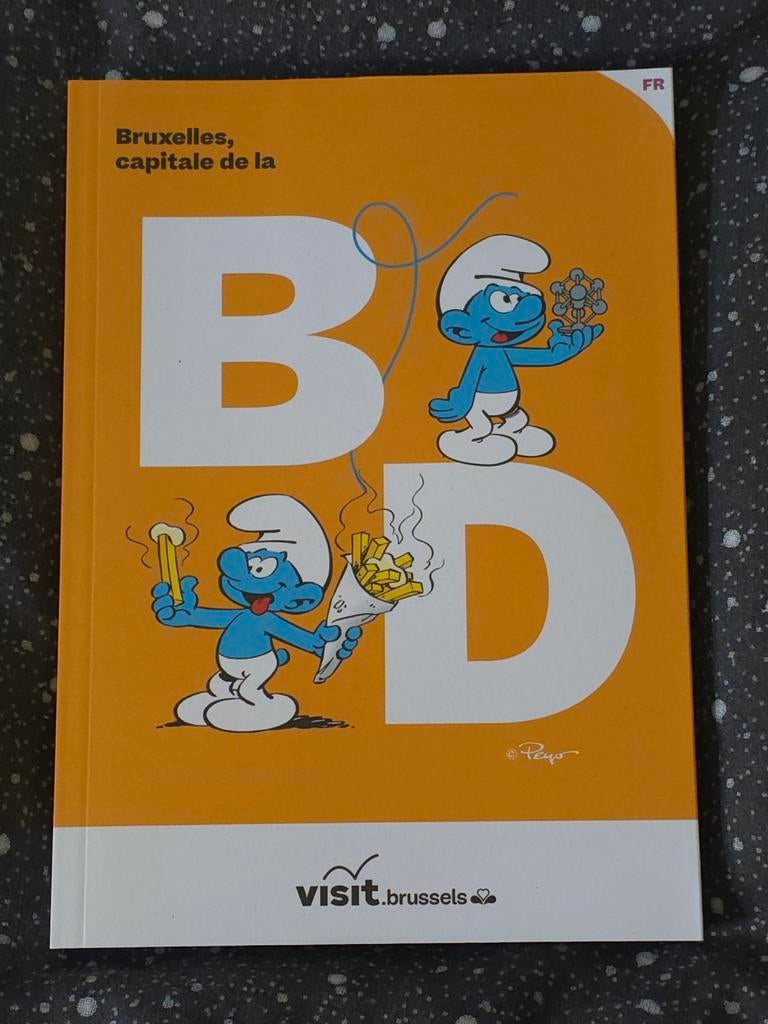 FR
Bruxelles,
capitale de la
B
D
© Peyo
visit.brussels